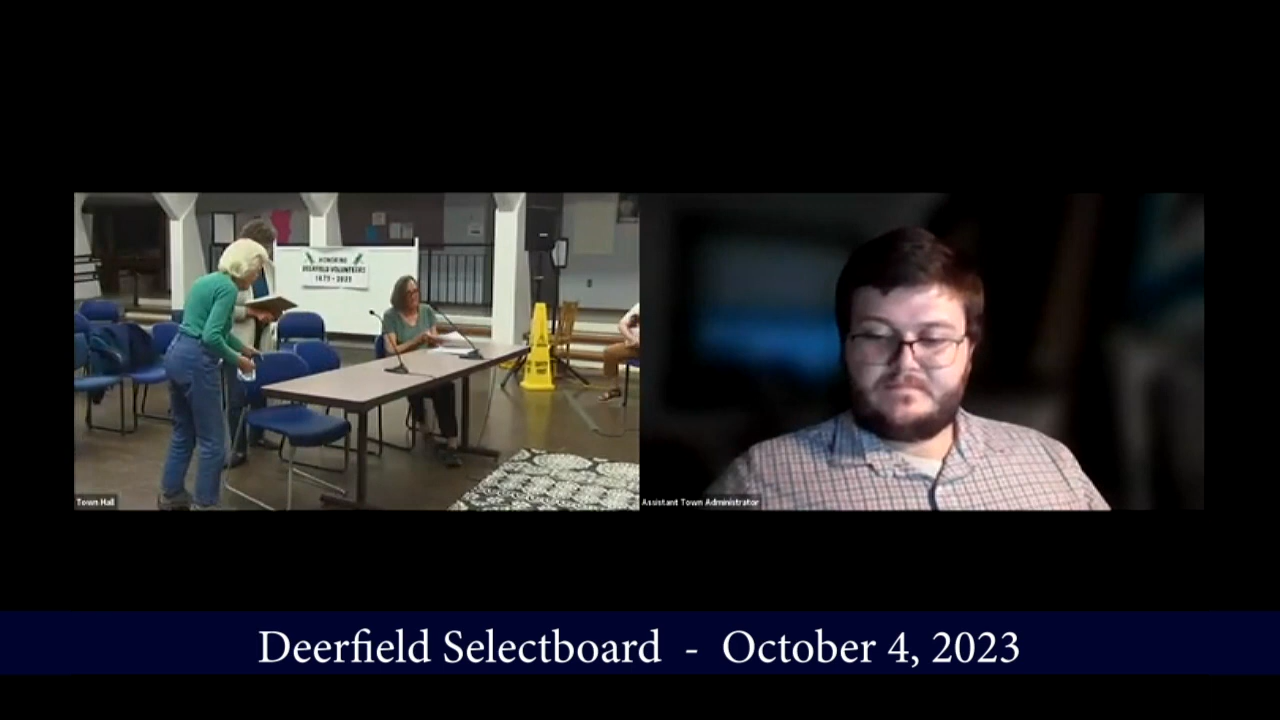 HONORING
DEERFIELD VOLUNTEERS
1673 - 2023
Town Hall
Assistant Town Administrator
Deerfield Selectboard - October 4, 2023